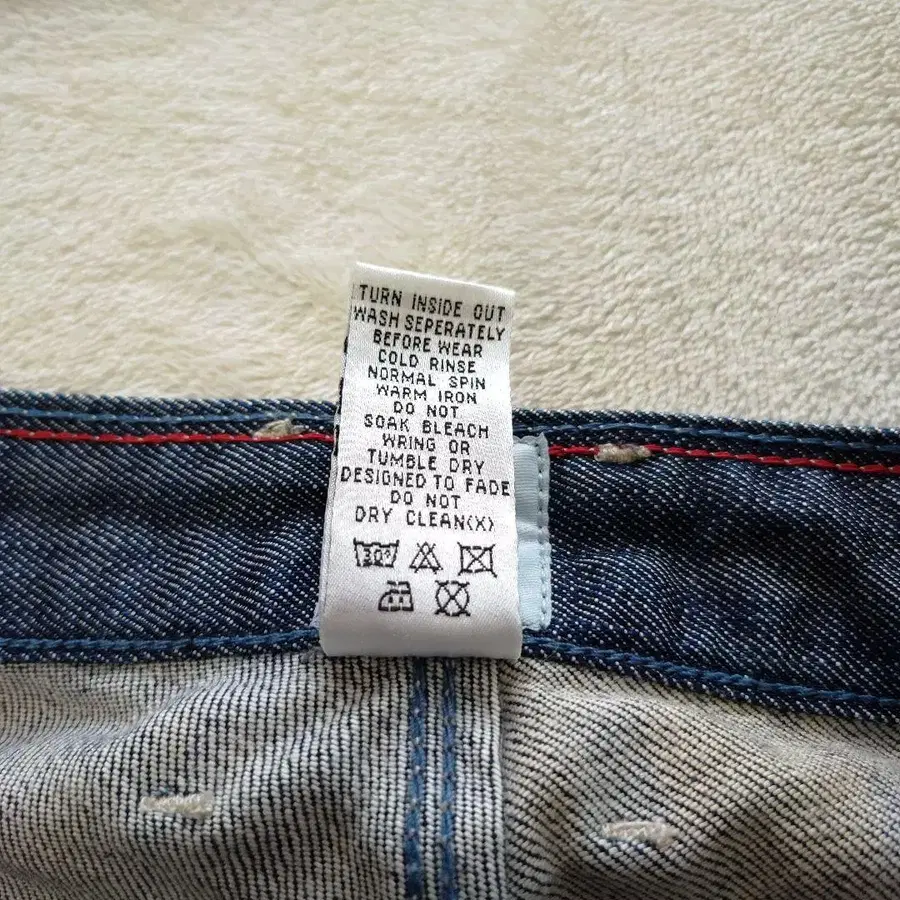 TURN INSIDE OUT
WASH SEPERATELY
BEFORE WEAR
COLD RINSE
NORMAL SPIN
WARM IRON
DO NOT
SOAK BLEACH
WRING OR
TUMBLE DRY
DESIGNED TO FADE
DO NOT
DRY CLEAN(X)
30°